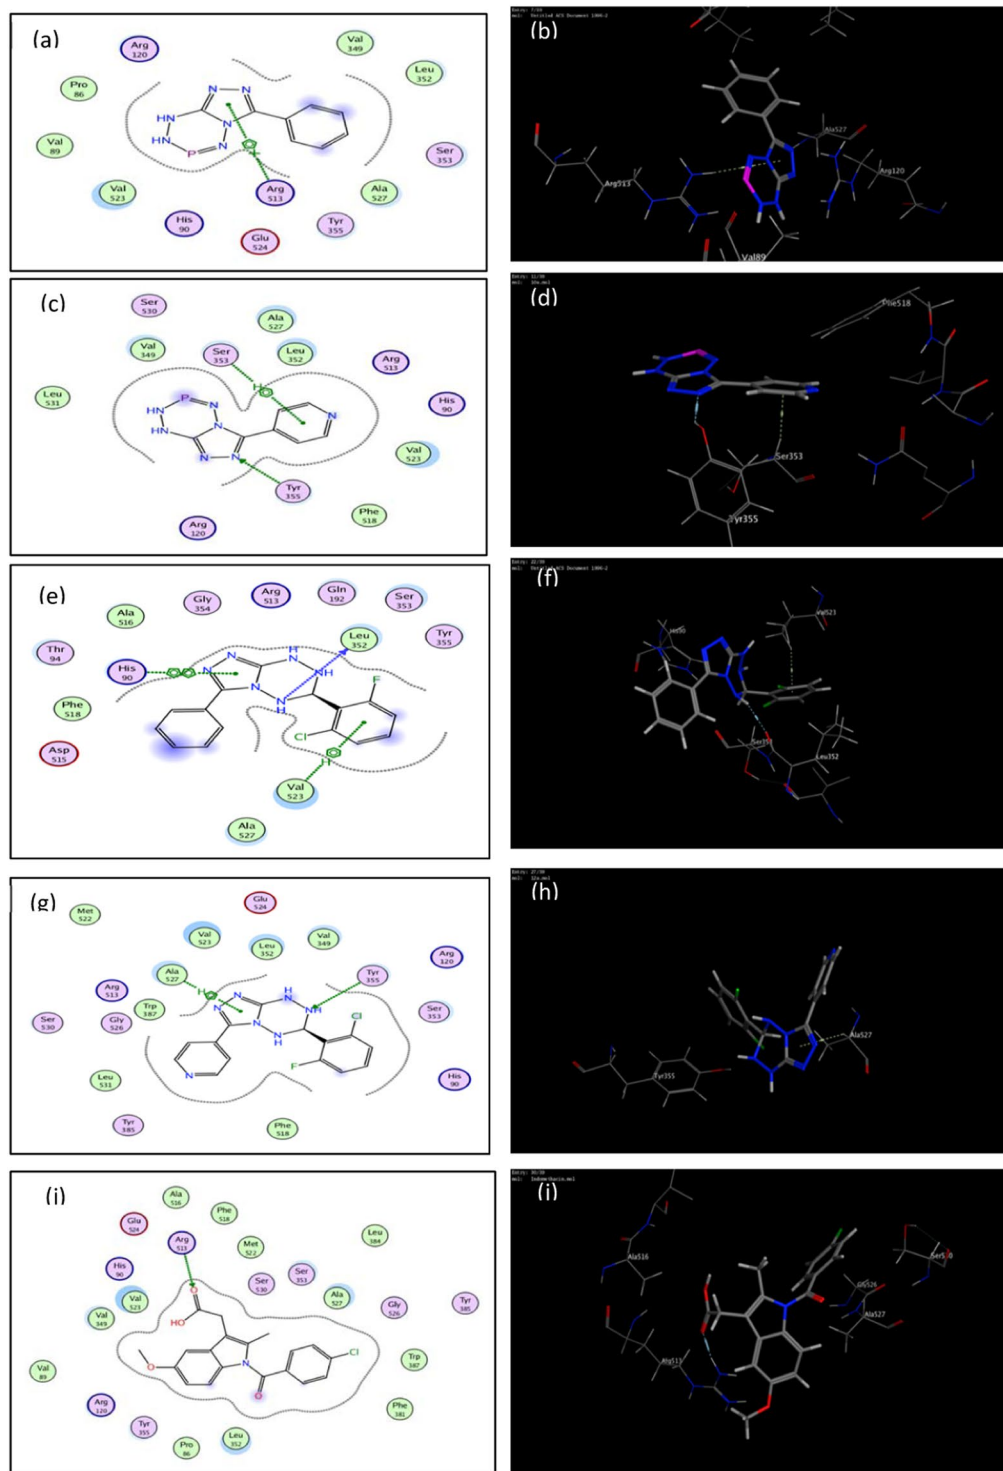 (a)
Arg
120
Val
349
Leu
352
Pro
86
Val
89
Ser
353
Val
523
Arg
513
Ala
527
His
90
Glu
524
Tyr
355
HN
N
N
HN
N
P
N
(b)
Ala527
Arg513
Arg120
Val89
(c)
Ser
530
Ala
527
Val
349
Ser
353
Leu
352
Arg
513
Leu
531
His
90
Val
523
Tyr
355
Phe
518
Arg
120
H
P
N
HN
HN
N
N
N
N
(d)
Phe518
Ser353
Tyr355
(e)
Ala
516
Gly
354
Arg
513
Gln
192
Ser
353
Leu
352
Tyr
355
Thr
94
His
90
Phe
518
Asp
515
Val
523
Ala
527
N
N
N
H
NH
N
N
H
F
Cl
H
(f)
Val523
His90
Leu352
(g)
Glu
524
Met
522
Val
523
Leu
352
Val
349
Arg
120
Ala
527
Tyr
355
Arg
513
Trp
387
Ser
530
Gly
526
Ser
353
Leu
531
His
90
Tyr
385
Phe
518
H
N
N
H
N
NH
N
N
H
Cl
F
N
(h)
Ala527
Tyr355
(i)
Ala
516
Glu
524
Phe
518
Arg
513
Met
522
Leu
384
His
90
Ser
530
Ser
353
Val
523
Ala
527
Gly
526
Tyr
385
Val
349
Trp
387
Val
89
Arg
120
Phe
381
Tyr
355
Pro
86
Leu
352
O
HO
O
N
O
Cl
(i)
Ala516
Gly526
Ala527
Arg513